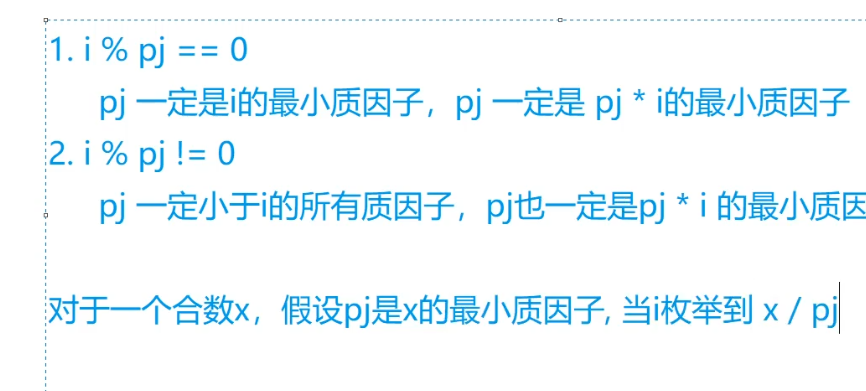 1. i % pj == 0
pj 一定是i的最小质因子，pj 一定是 pj * i的最小质因子
2. i % pj != 0
pj 一定小于i的所有质因子，pj也一定是pj * i 的最小质因
对于一个合数x，假设pj是x的最小质因子, 当i枚举到 x / pj